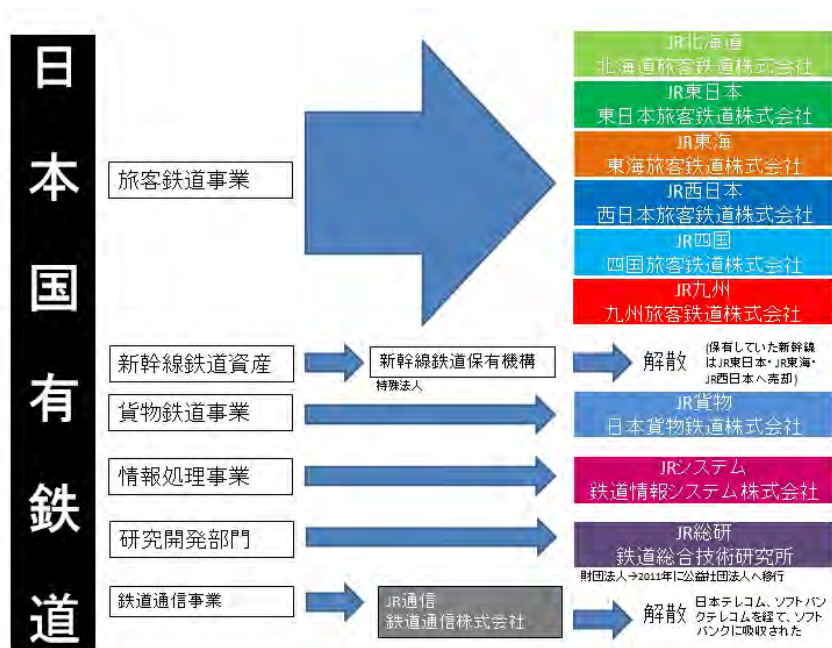 日本国有鉄道
旅客鉄道事業
JR北海道
北海道旅客鉄道株式会社
JR東日本
東日本旅客鉄道株式会社
JR東海
東海旅客鉄道株式会社
JR西日本
西日本旅客鉄道株式会社
JR四国
四国旅客鉄道株式会社
JR九州
九州旅客鉄道株式会社
新幹線鉄道資産
新幹線鉄道保有機構
特殊法人
解散
(保有していた新幹線
はJR東日本・JR東海・
JR西日本へ売却)
貨物鉄道事業
JR貨物
日本貨物鉄道株式会社
情報処理事業
JRシステム
鉄道情報システム株式会社
研究開発部門
JR総研
鉄道総合技術研究所
財団法人→2011年に公益社団法人へ移行
鉄道通信事業
JR通信
鉄道通信株式会社
解散
日本テレコム、ソフトバン
クテレコムを経て、ソフト
バンクに吸収された